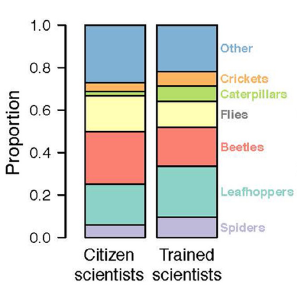 1.0
0.8
0.6
0.4
0.2
0.0
Proportion
Other
Crickets
Caterpillars
Flies
Beetles
Leafhoppers
Spiders
Citizen
scientists
Trained
scientists